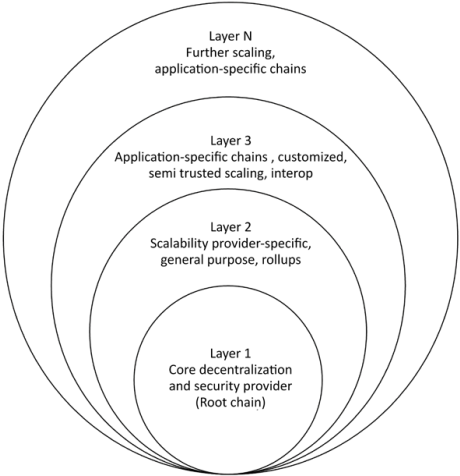 Layer N
Further scaling,
application-specific chains
Layer 3
Application-specific chains , customized,
semi trusted scaling, interop
Layer 2
Scalability provider-specific,
general purpose, rollups
Layer 1
Core decentralization
and security provider
(Root chain)